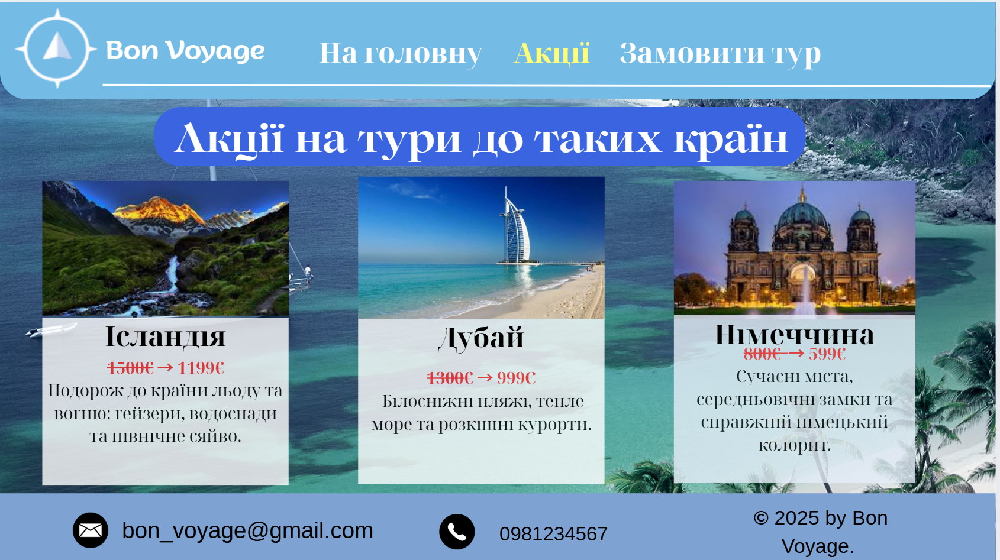 Bon Voyage
На головну Акції Замовити тур
Акції на тури до таких країн
Ісландія
1500€ → 1199€
Подорож до країни льоду та
вогню: гейзери, водоспади
та північне сяйво.
Дубай
1300€ → 999€
Білосніжні пляжі, тепле
море та розкішні курорти.
Німеччина
800€ → 599€
Сучасні міста,
середньовічні замки та
справжній німецький
колорит.
bon_voyage@gmail.com
0981234567
© 2025 by Bon
Voyage.